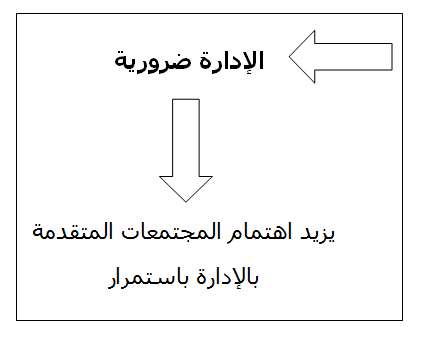 الإدارة ضرورية
يزيد اهتمام المجتمعات المتقدمة
بالإدارة باستمرار